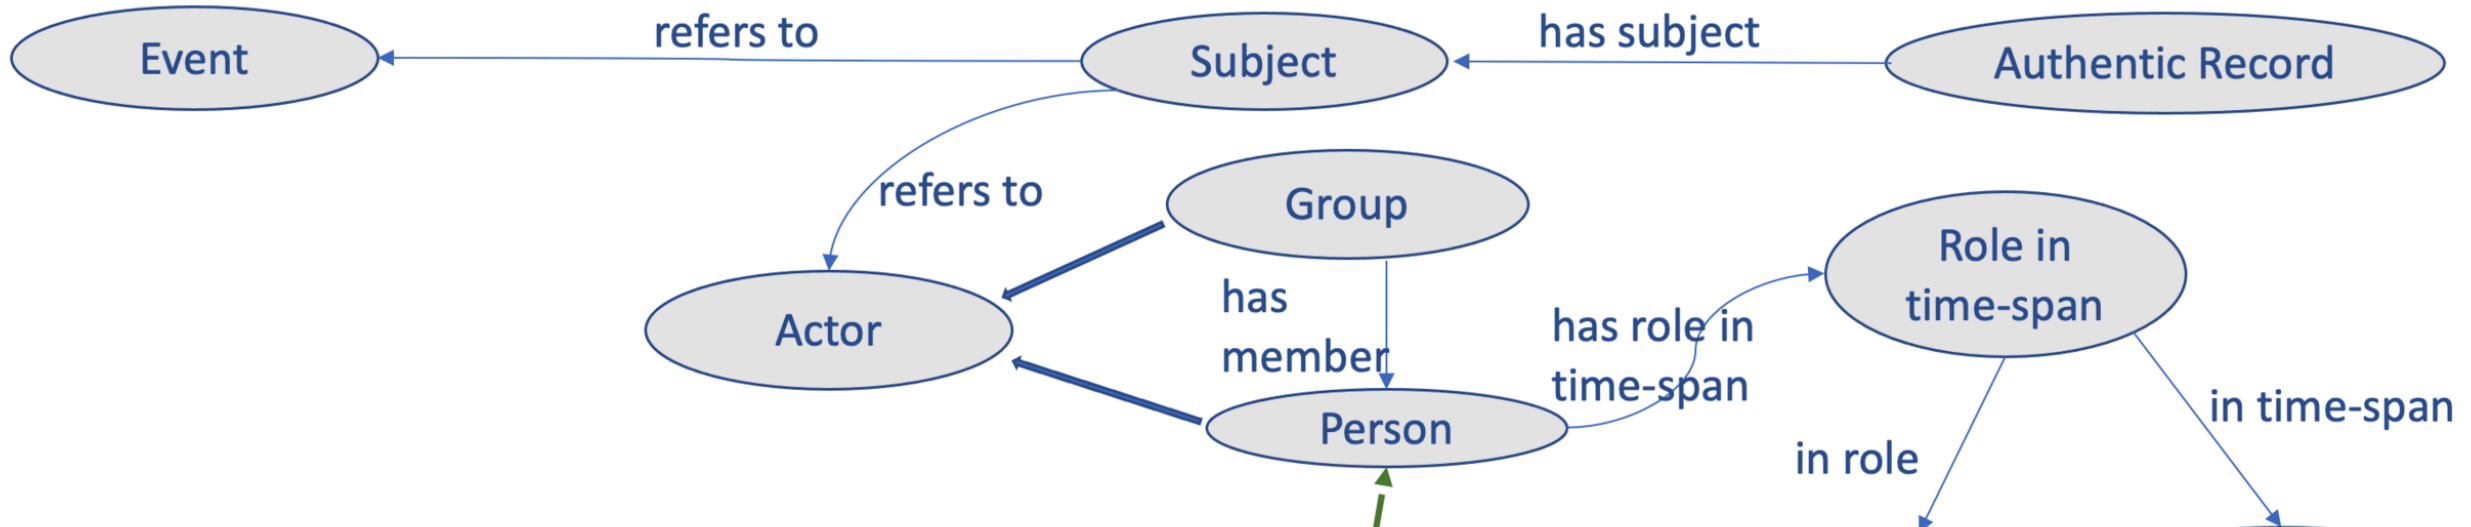 refers to
has subject
Event
Subject
Authentic Record
refers to
Group
Role in
time-span
Actor
has
member
has role in
time-span
Person
in time-span
in role